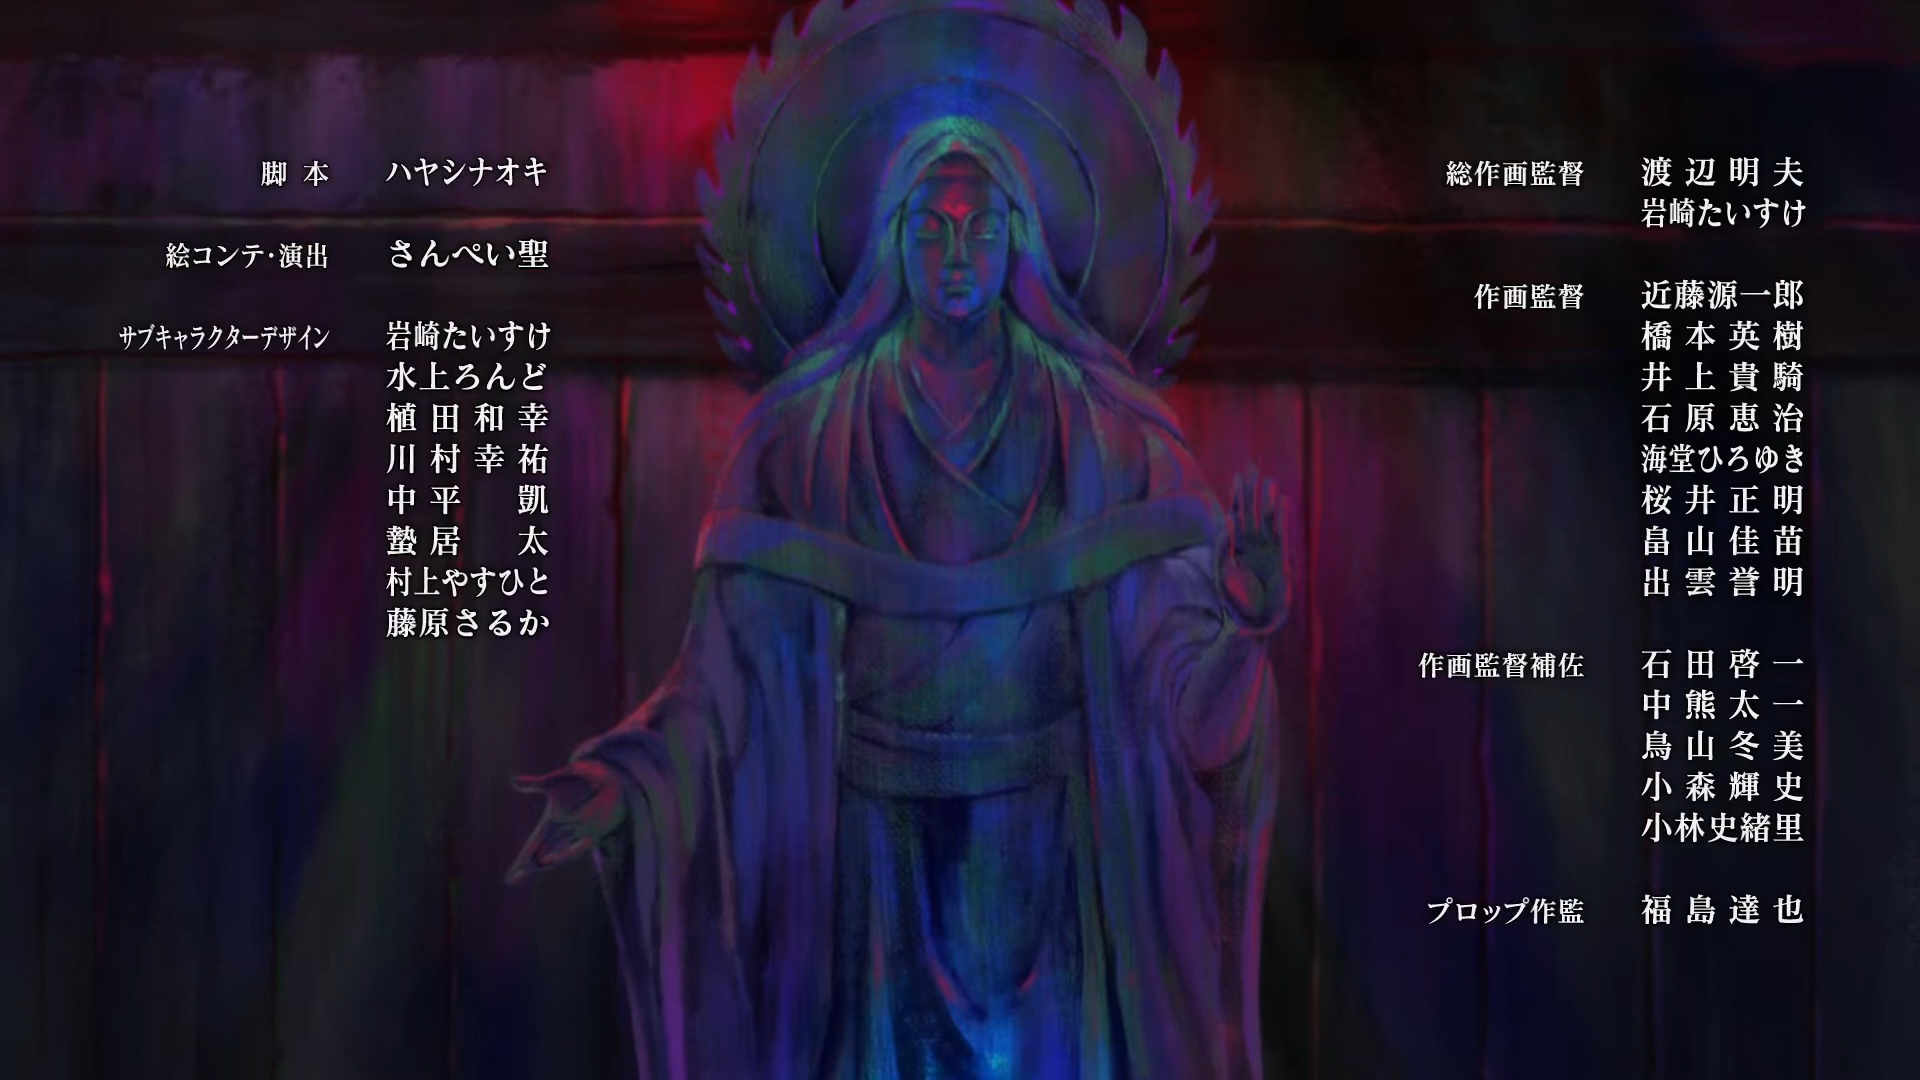 脚本 ハヤシナオキ
絵コンテ・演出 さんぺい聖
サブキャラクターデザイン 岩崎たいすけ
水上ろんど
植田和幸
川村幸祐
中平凱
蟄居太
村上やすひと
藤原さるか
総作画監督 渡辺明夫
岩崎たいすけ
作画監督 近藤源一郎
橋本英樹
井上貴騎
石原恵治
海堂ひろゆき
桜井正明
畠山佳苗
出雲誉明
作画監督補佐 石田啓一
中熊太一
鳥山冬美
小森輝史
小林史緒里
プロップ作監 福島達也